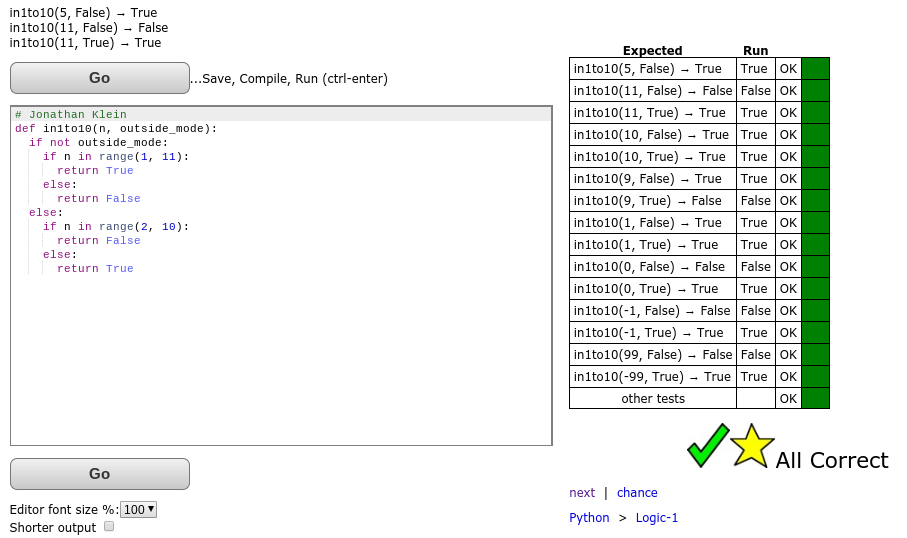 in1to10(5, False) → True
in1to10(11, False) → False
in1to10(11, True) → True
Go
...Save, Compile, Run (ctrl-enter)
# Jonathan Klein
def in1to10(n, outside_mode):
  if not outside_mode:
    if n in range(1, 11):
      return True
    else:
      return False
  else:
    if n in range(2, 10):
      return False
    else:
      return True
Go
Editor font size %: 100
Shorter output
Expected Run
in1to10(5, False) → True True OK
in1to10(11, False) → False False OK
in1to10(11, True) → True True OK
in1to10(10, False) → True True OK
in1to10(10, True) → True True OK
in1to10(9, False) → True True OK
in1to10(9, True) → False False OK
in1to10(1, False) → True True OK
in1to10(1, True) → True True OK
in1to10(0, False) → False False OK
in1to10(0, True) → True True OK
in1to10(-1, False) → False False OK
in1to10(-1, True) → True True OK
in1to10(99, False) → False False OK
in1to10(-99, True) → True True OK
other tests OK
All Correct
next | chance
Python > Logic-1